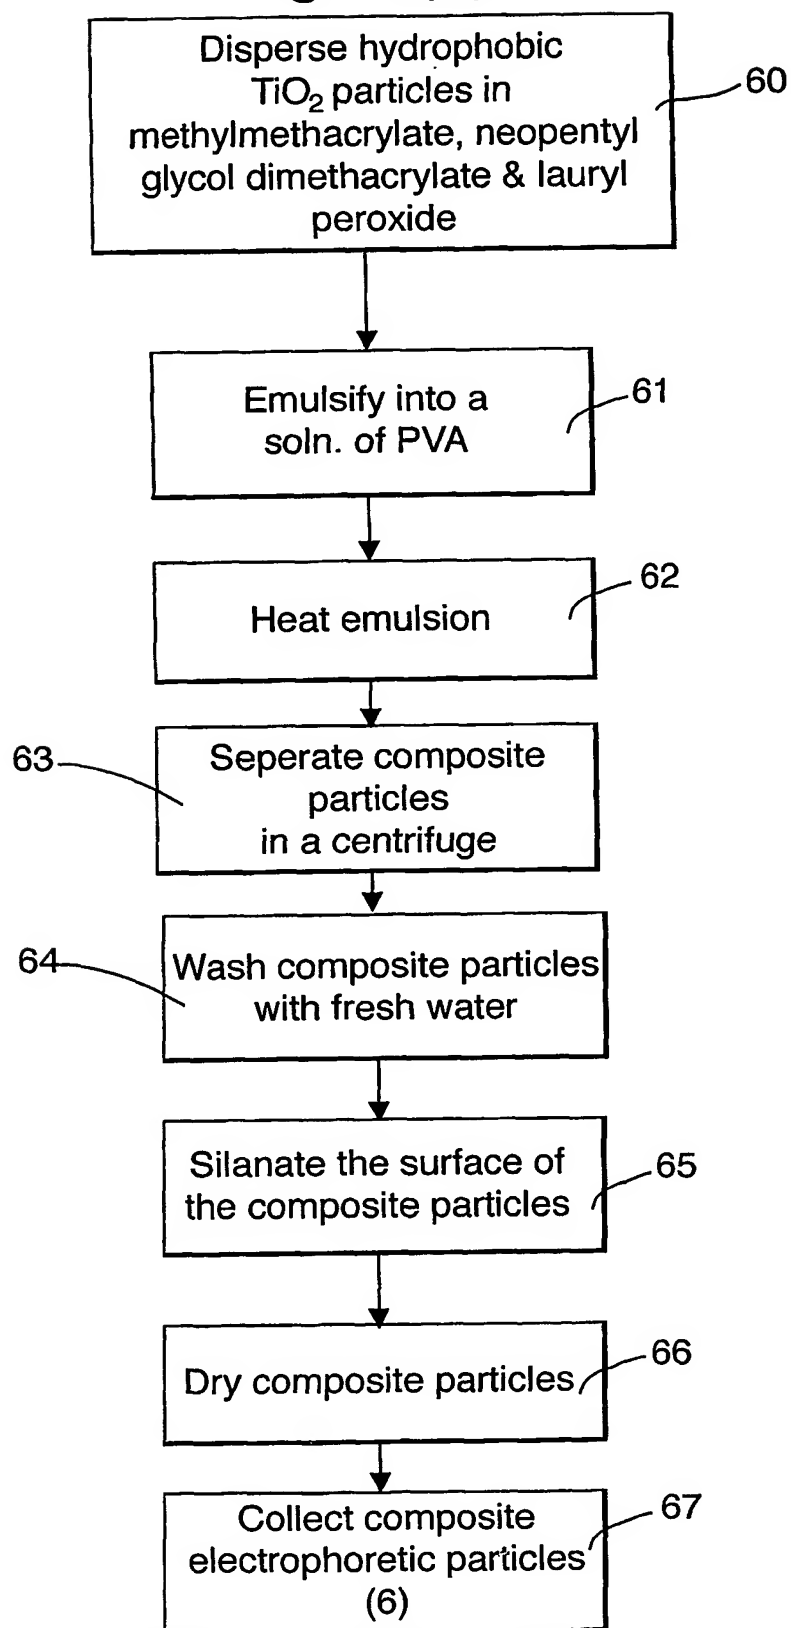 Disperse hydrophobic
TiO₂ particles in
methylmethacrylate, neopentyl
glycol dimethacrylate & lauryl
peroxide
60
Emulsify into a
soln. of PVA
61
Heat emulsion
62
63
Seperate composite
particles
in a centrifuge
64
Wash composite particles
with fresh water
Silanate the surface of
the composite particles
65
Dry composite particles
66
Collect composite
electrophoretic particles
(6)
67